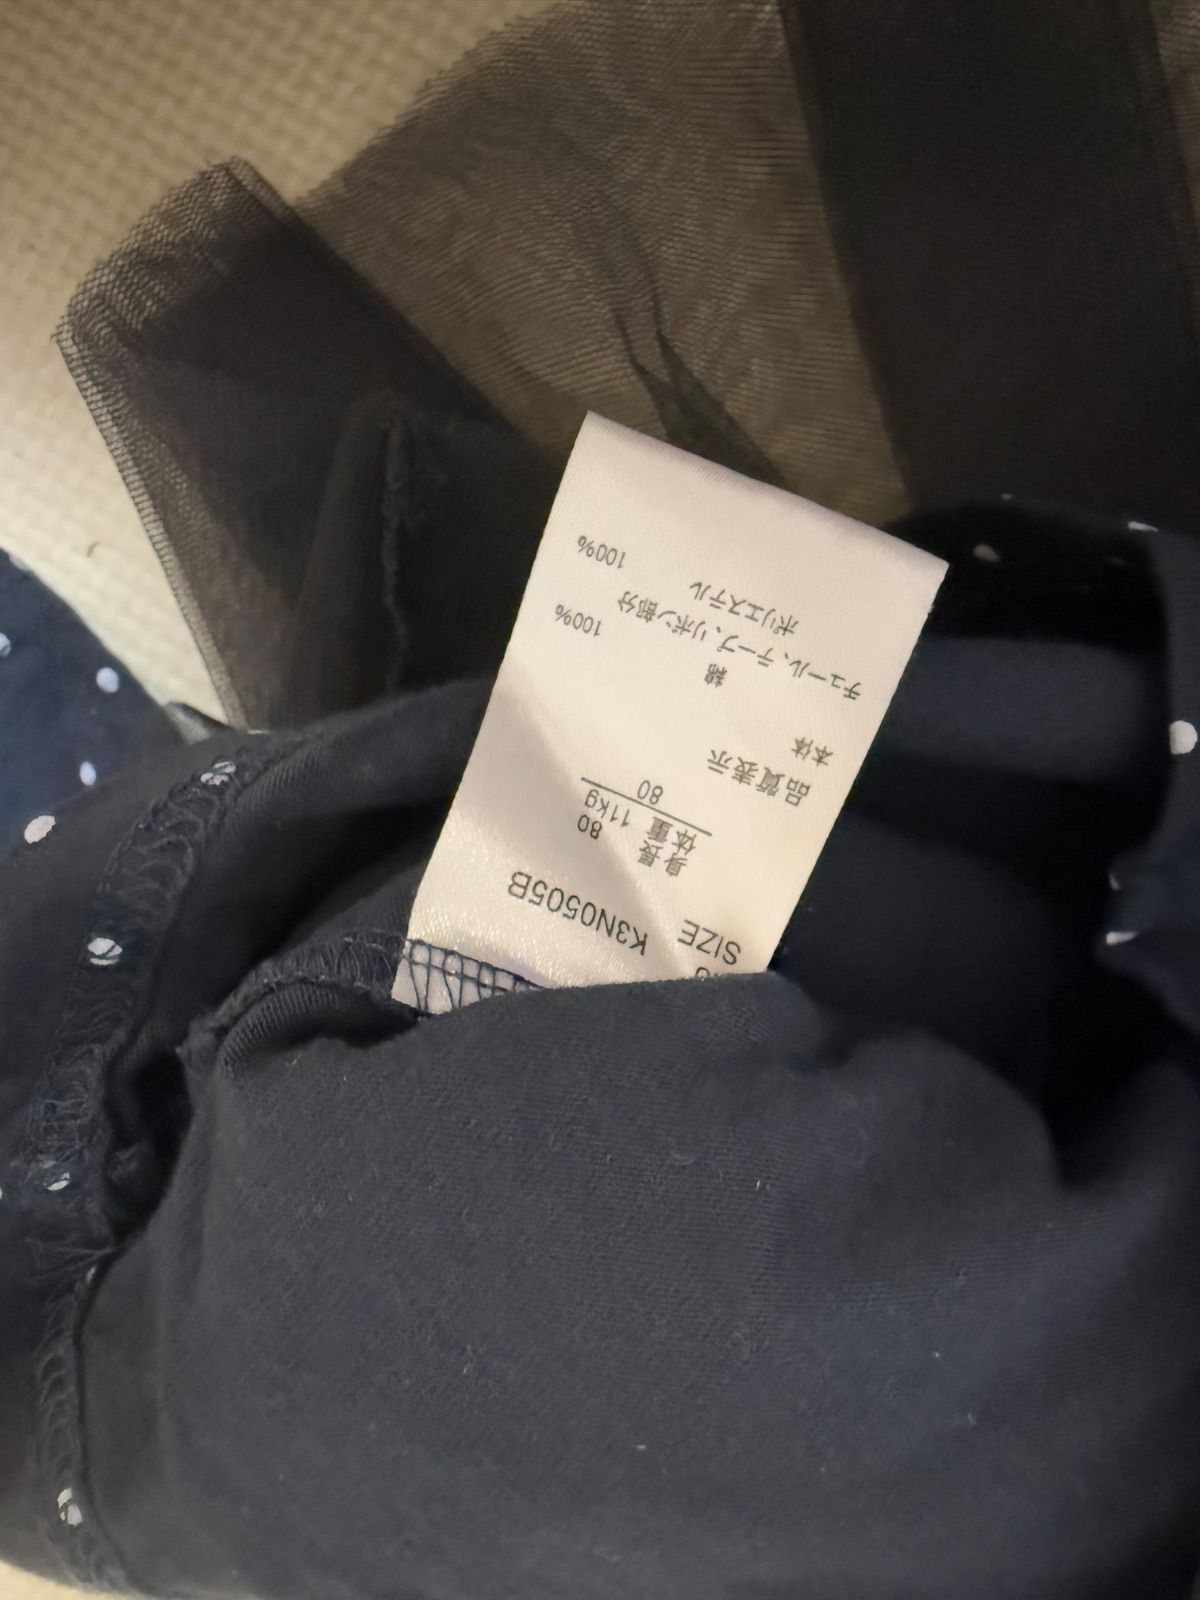 K3N0505B
SIZE
身長 80
体重 11kg
80
品質表示
本体
綿 100%
チュール、テープ、リボン部分
ポリエステル 100%